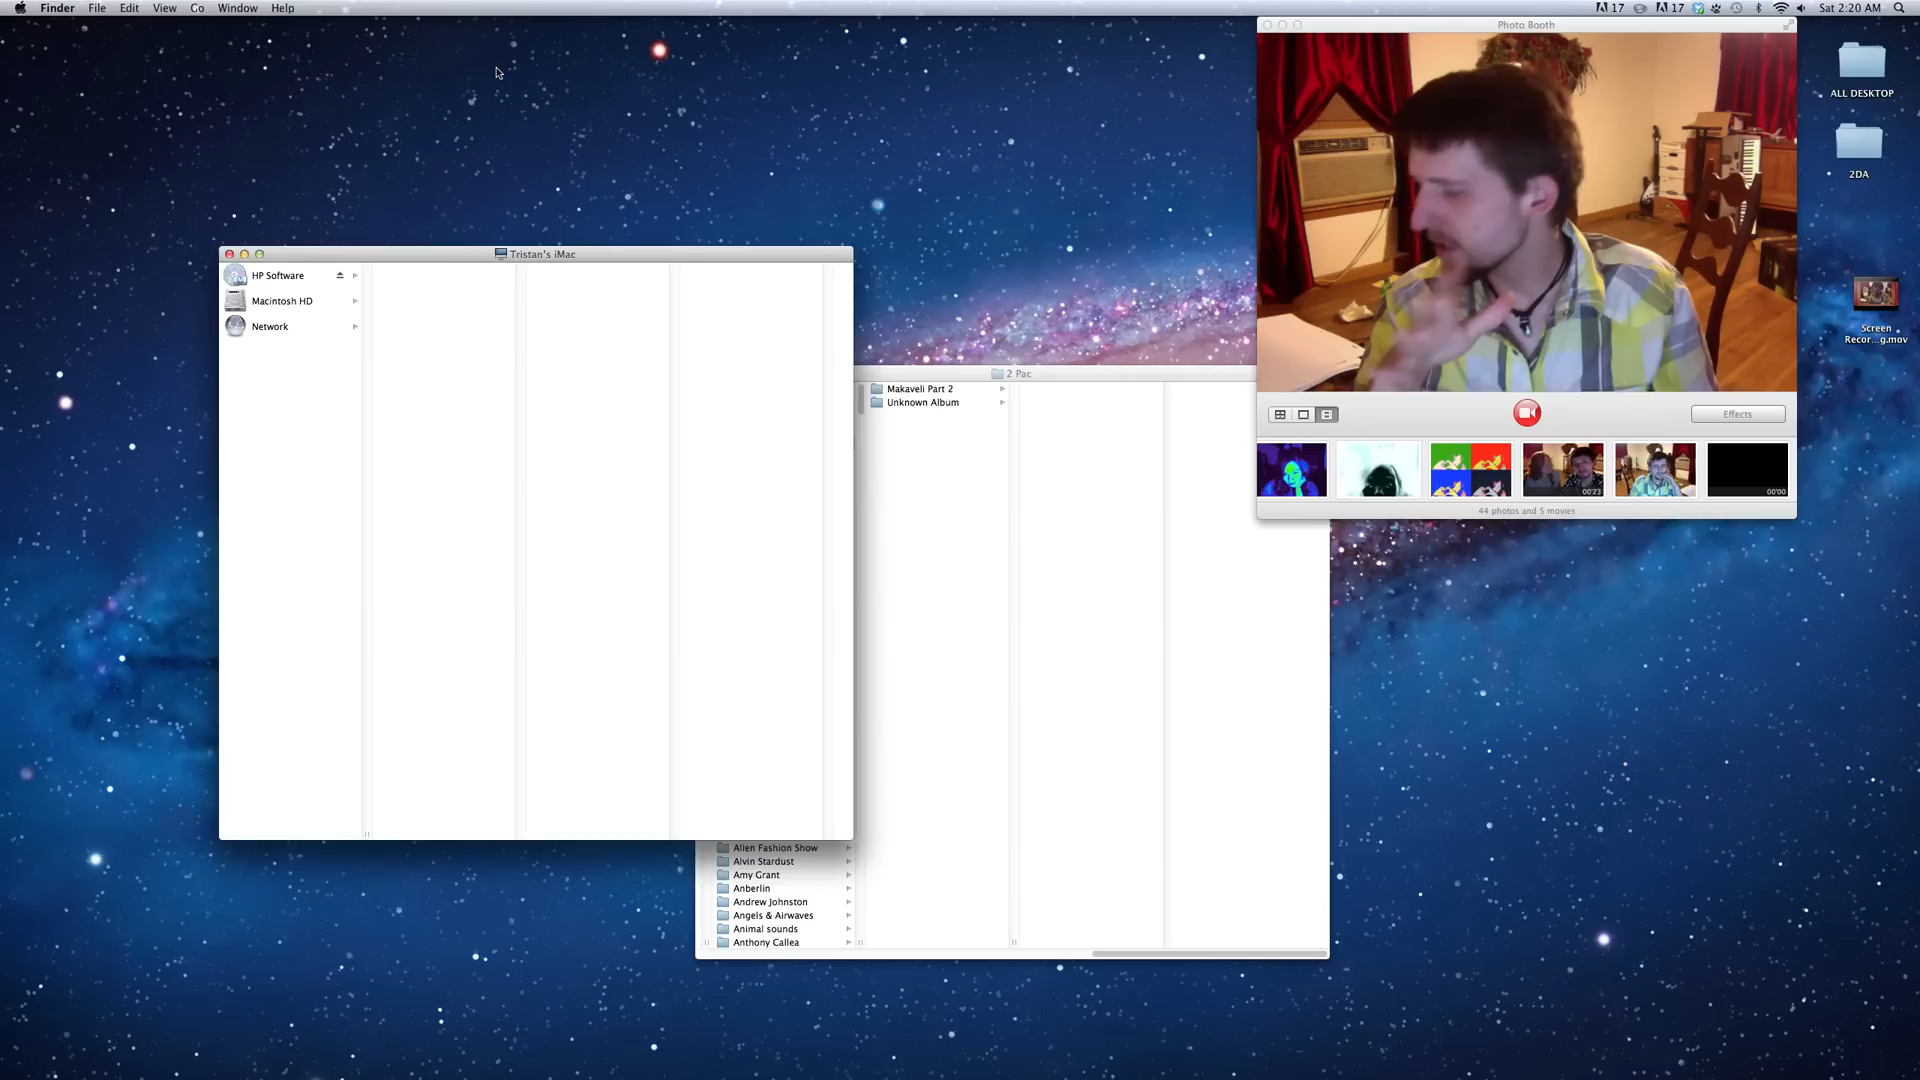 Finder File Edit View Go Window Help
17 17 Sat 2:20 AM
Photo Booth
ALL DESKTOP
2DA
Screen
Recor...g.mov
Effects
00'23
00'00
44 photos and 5 movies
Tristan's iMac
HP Software
Macintosh HD
Network
2 Pac
Makaveli Part 2
Unknown Album
Alien Fashion Show
Alvin Stardust
Amy Grant
Anberlin
Andrew Johnston
Angels & Airwaves
Animal sounds
Anthony Callea